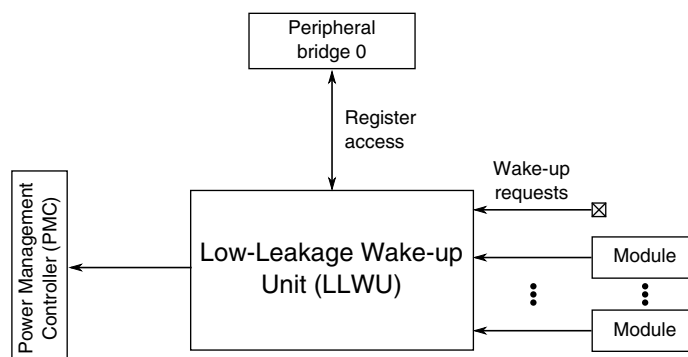 Peripheral
bridge 0
Register
access
Wake-up
requests
Power Management
Controller (PMC)
Low-Leakage Wake-up
Unit (LLWU)
Module
Module